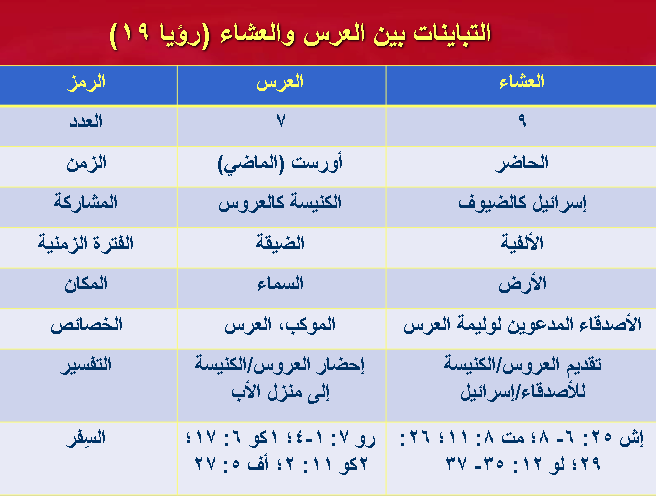 التباينات بين العرس والعشاء (رؤيا ١٩)
العشاء العرس الرمز
٩ ٧ العدد
الحاضر أورست (الماضي) الزمن
إسرائيل كالضيوف الكنيسة كالعروس المشاركة
الألفية الضيقة الفترة الزمنية
الأرض السماء المكان
الأصدقاء المدعوين لوليمة العرس الموكب، العرس الخصائص
تقديم العروس/الكنيسة
للأصدقاء/إسرائيل
إحضار العروس/الكنيسة
إلى منزل الأب
التفسير
إش ٢٥: ٦- ٨؛ مت ٨: ١١؛ ٢٦:
٢٩؛ لو ١٢: ٣٥- ٣٧
رو ٧: ١-٤؛ ١كو ٦: ١٧؛
٢كو ١١: ٢؛ أف ٥: ٢٧
السِفر